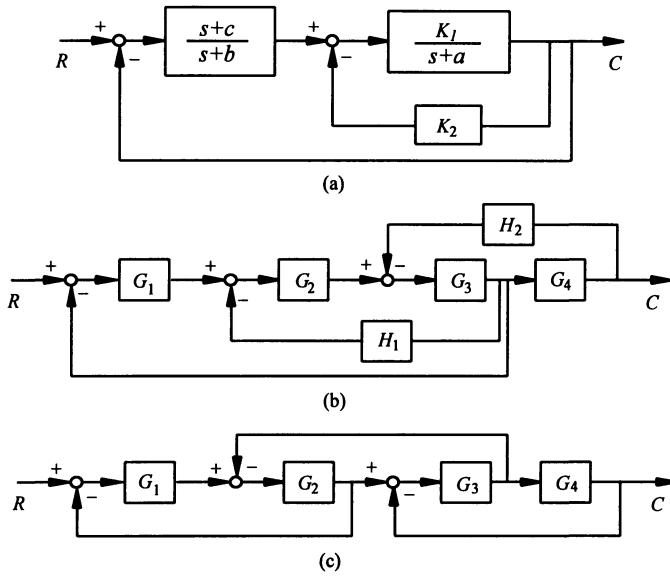 + s+c + K₁
R − s+b − s+a C
K₂
(a)
H₂
+ + + −
R − G₁ − G₂ G₃ G₄ C
H₁
(b)
+ + − +
R − G₁ G₂ − G₃ G₄ C
(c)